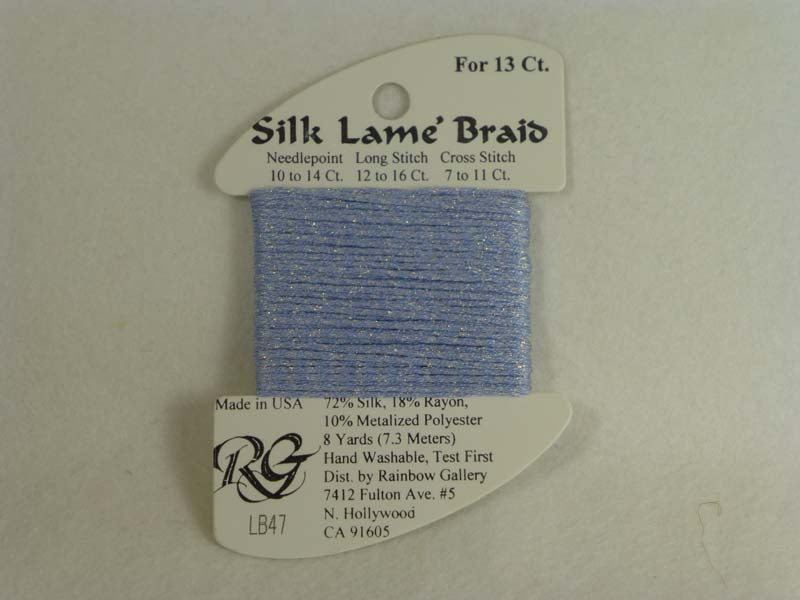 For 13 Ct.
Silk Lame' Braid
Needlepoint Long Stitch Cross Stitch
10 to 14 Ct. 12 to 16 Ct. 7 to 11 Ct.
Made in USA
72% Silk, 18% Rayon,
10% Metalized Polyester
8 Yards (7.3 Meters)
Hand Washable, Test First
Dist. by Rainbow Gallery
7412 Fulton Ave. #5
N. Hollywood
CA 91605
RG
LB47